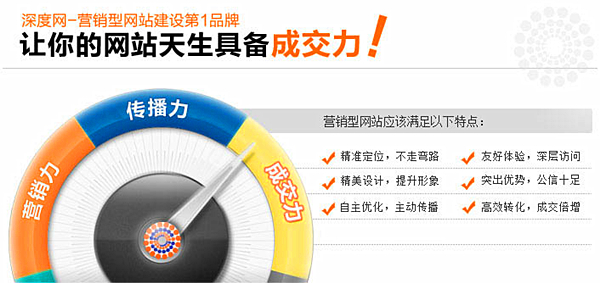 深度网-营销型网站建设第1品牌
让你的网站天生具备成交力！
营销力
传播力
成交力
营销型网站应该满足以下特点：
精准定位，不走弯路
友好体验，深层访问
精美设计，提升形象
突出优势，公信十足
自主优化，主动传播
高效转化，成交倍增